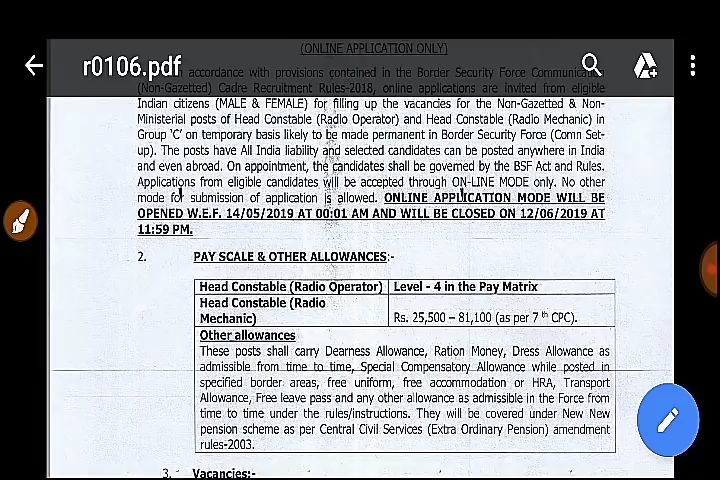 (ONLINE APPLICATION ONLY)
r0106.pdf
accordance with provisions contained in the Border Security Force Communication
(Non-Gazetted) Cadre Recruitment Rules-2018, online applications are invited from eligible
Indian citizens (MALE & FEMALE) for filling up the vacancies for the Non-Gazetted & Non-
Ministerial posts of Head Constable (Radio Operator) and Head Constable (Radio Mechanic) in
Group 'C' on temporary basis likely to be made permanent in Border Security Force (Comn Set-
up). The posts have All India liability and selected candidates can be posted anywhere in India
and even abroad. On appointment, the candidates shall be governed by the BSF Act and Rules.
Applications from eligible candidates will be accepted through ON-LINE MODE only. No other
mode for submission of application is allowed. ONLINE APPLICATION MODE WILL BE
OPENED W.E.F. 14/05/2019 AT 00:01 AM AND WILL BE CLOSED ON 12/06/2019 AT
11:59 PM.
2. PAY SCALE & OTHER ALLOWANCES:-
Head Constable (Radio Operator) Level - 4 in the Pay Matrix
Head Constable (Radio
Mechanic) Rs. 25,500 – 81,100 (as per 7th CPC).
Other allowances
These posts shall carry Dearness Allowance, Ration Money, Dress Allowance as
admissible from time to time, Special Compensatory Allowance while posted in
specified border areas, free uniform, free accommodation or HRA, Transport
Allowance, Free leave pass and any other allowance as admissible in the Force from
time to time under the rules/instructions. They will be covered under New New
pension scheme as per Central Civil Services (Extra Ordinary Pension) amendment
rules-2003.
3. Vacancies:-